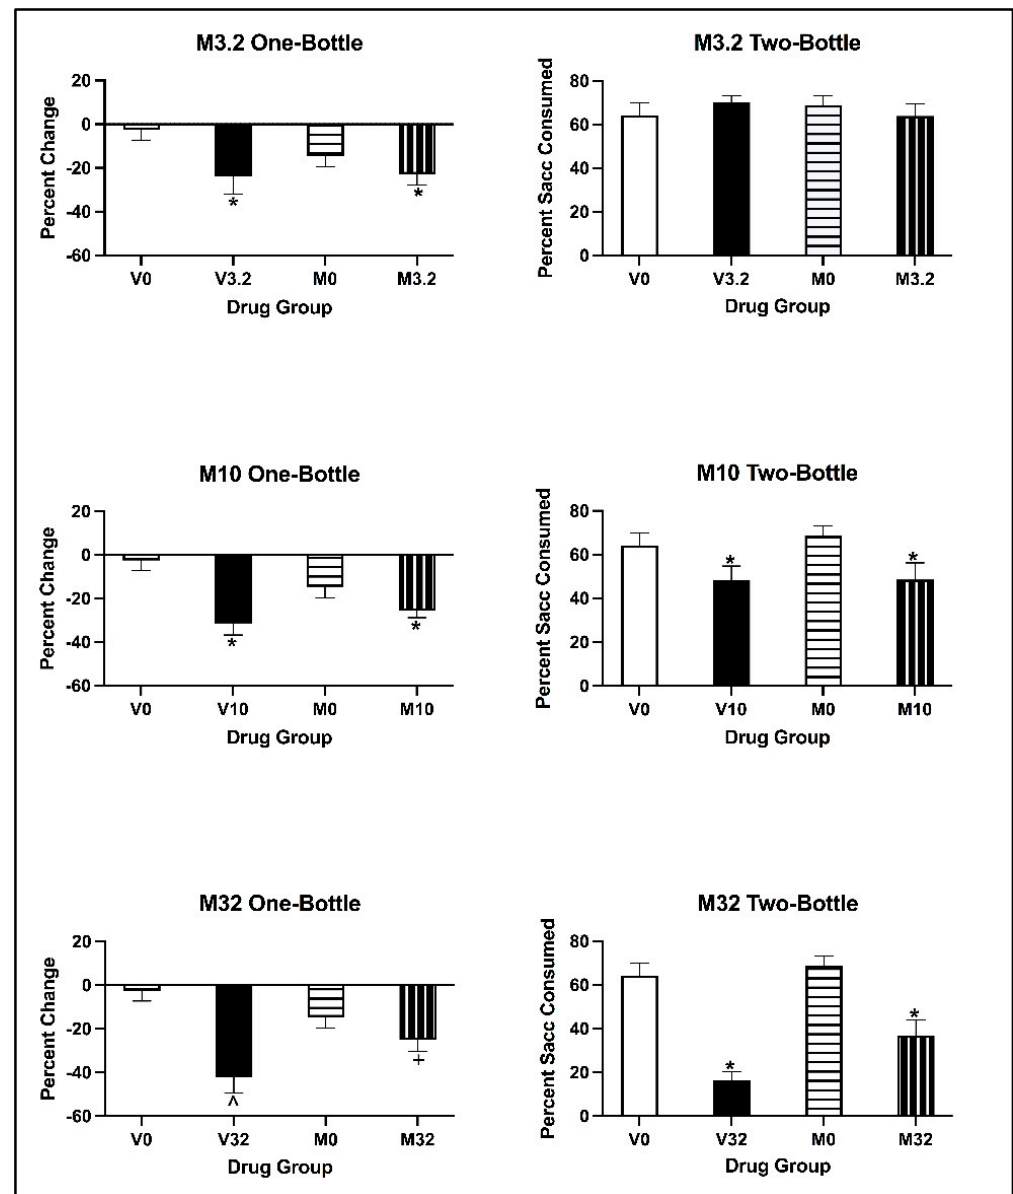 M3.2 One-Bottle
Percent Change
20
0
-20
-40
-60
*
*
V0 V3.2 M0 M3.2
Drug Group
M3.2 Two-Bottle
Percent Sacc Consumed
80
60
40
20
0
V0 V3.2 M0 M3.2
Drug Group
M10 One-Bottle
Percent Change
20
0
-20
-40
-60
*
*
V0 V10 M0 M10
Drug Group
M10 Two-Bottle
Percent Sacc Consumed
80
60
40
20
0
*
*
V0 V10 M0 M10
Drug Group
M32 One-Bottle
Percent Change
20
0
-20
-40
-60
^
+
V0 V32 M0 M32
Drug Group
M32 Two-Bottle
Percent Sacc Consumed
80
60
40
20
0
*
*
V0 V32 M0 M32
Drug Group